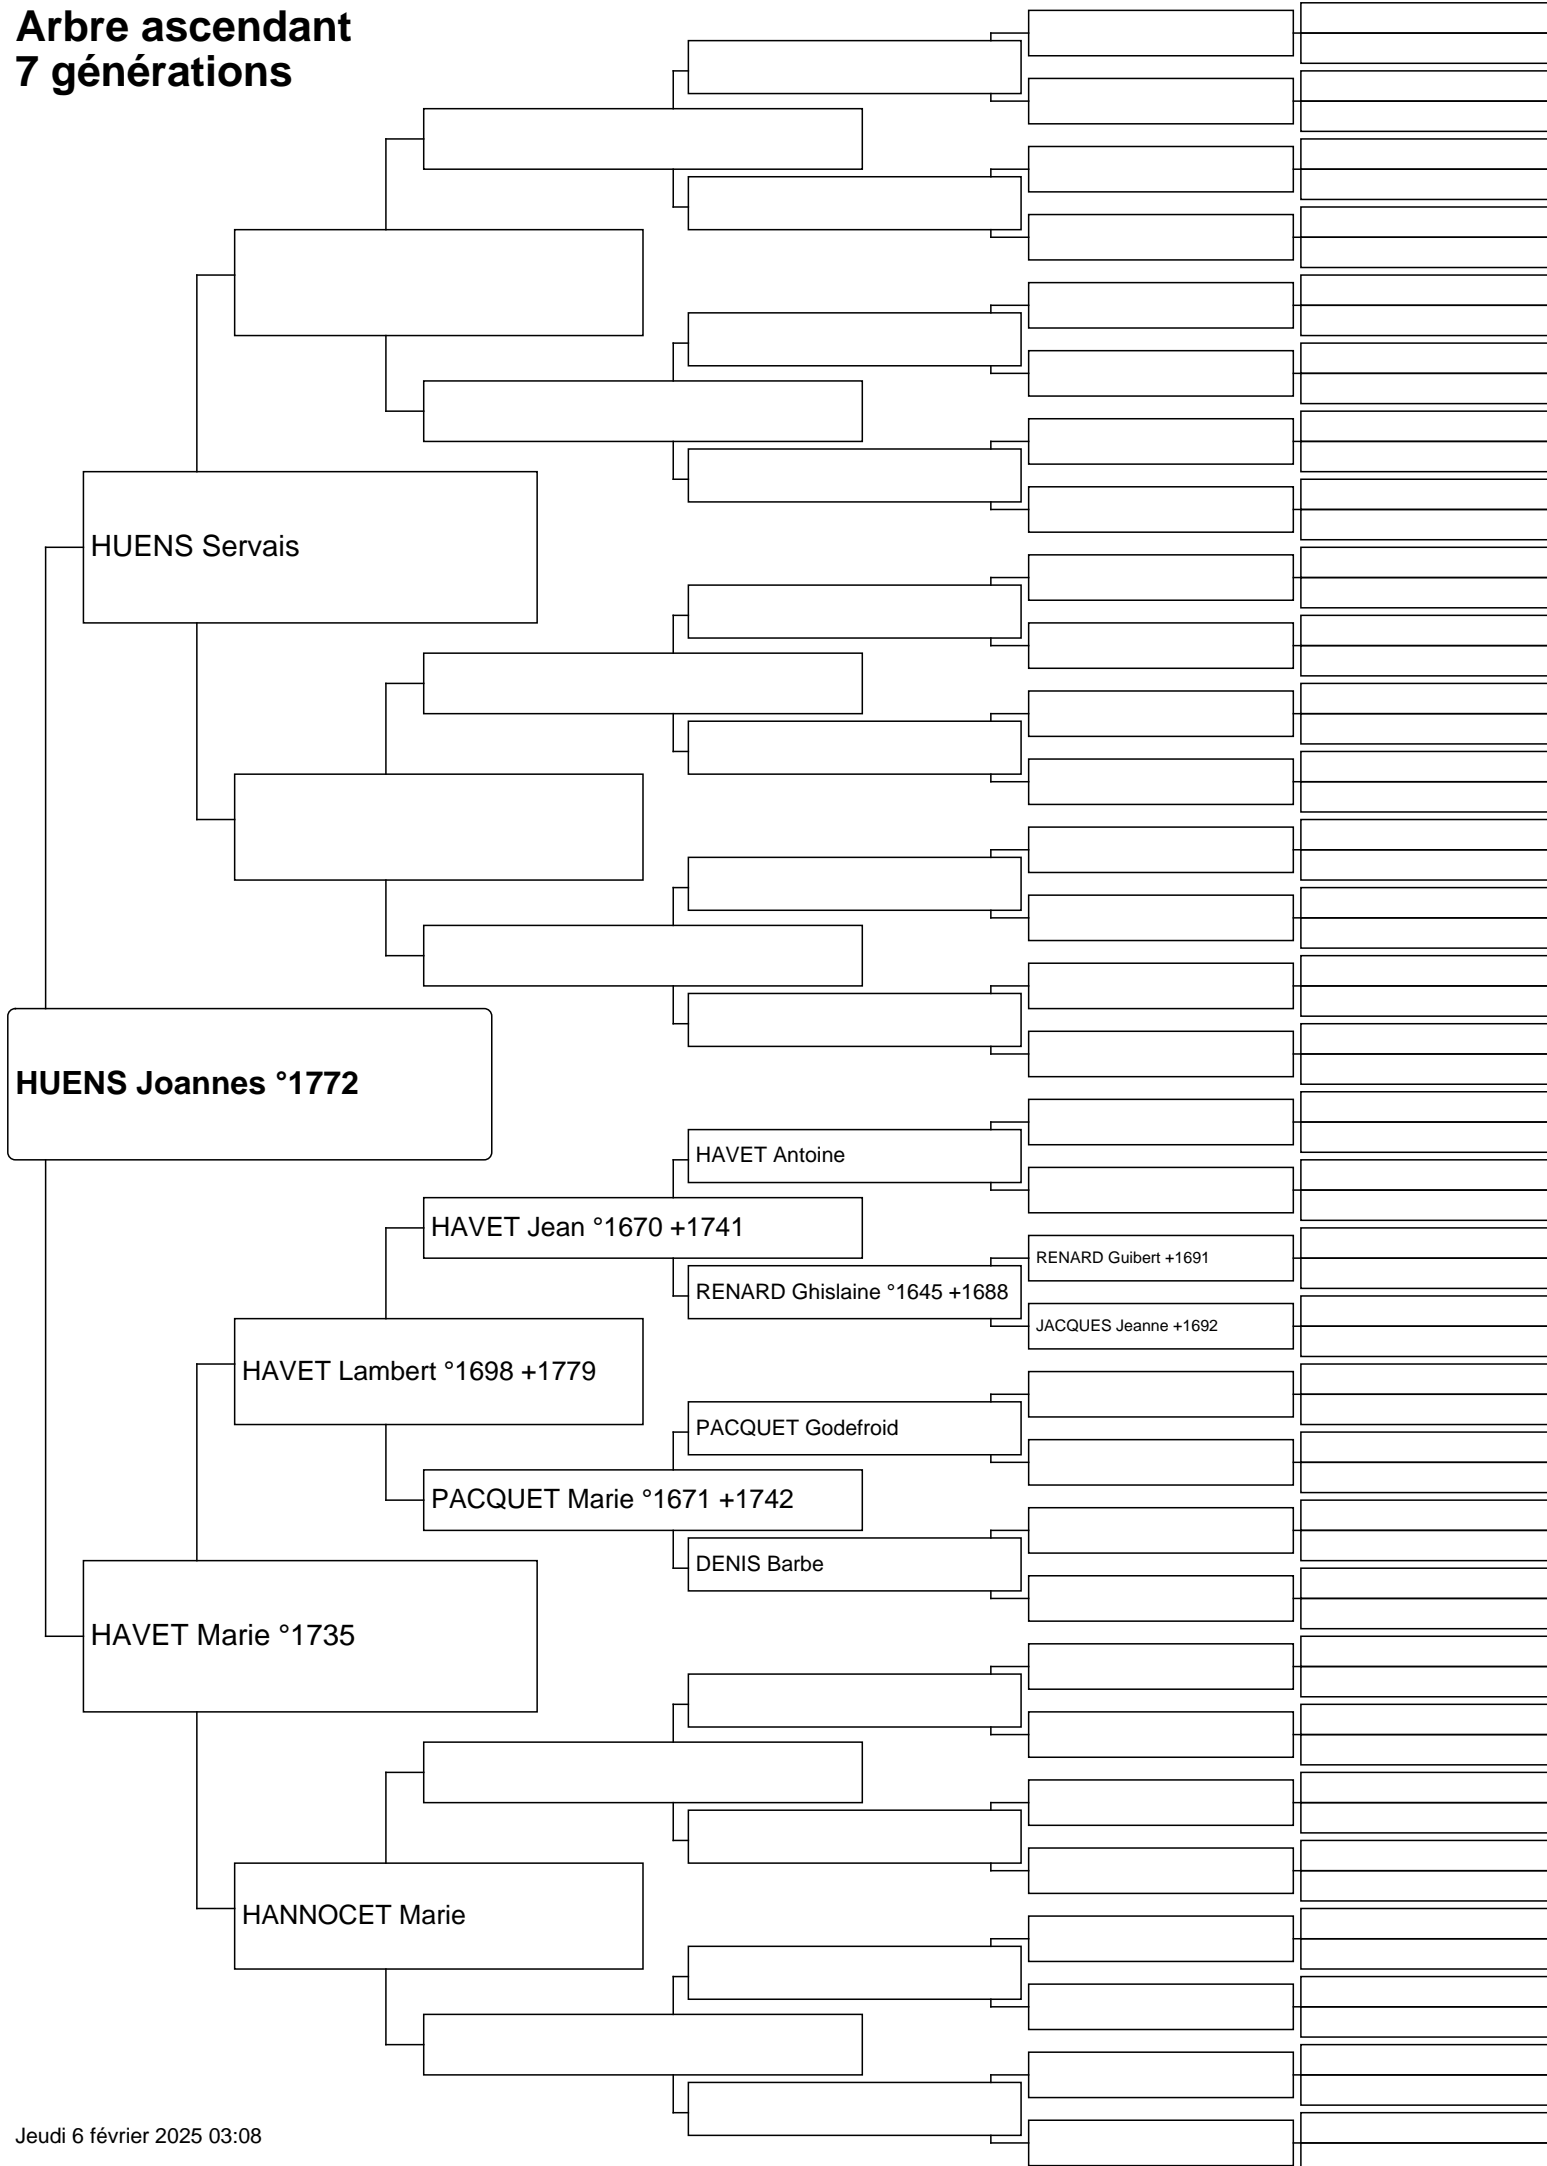 Arbre ascendant
7 générations
HUENS Servais
HUENS Joannes °1772
HAVET Antoine
HAVET Jean °1670 +1741
RENARD Guibert +1691
RENARD Ghislaine °1645 +1688
JACQUES Jeanne +1692
HAVET Lambert °1698 +1779
PACQUET Godefroid
PACQUET Marie °1671 +1742
DENIS Barbe
HAVET Marie °1735
HANNOCET Marie
Jeudi 6 février 2025 03:08